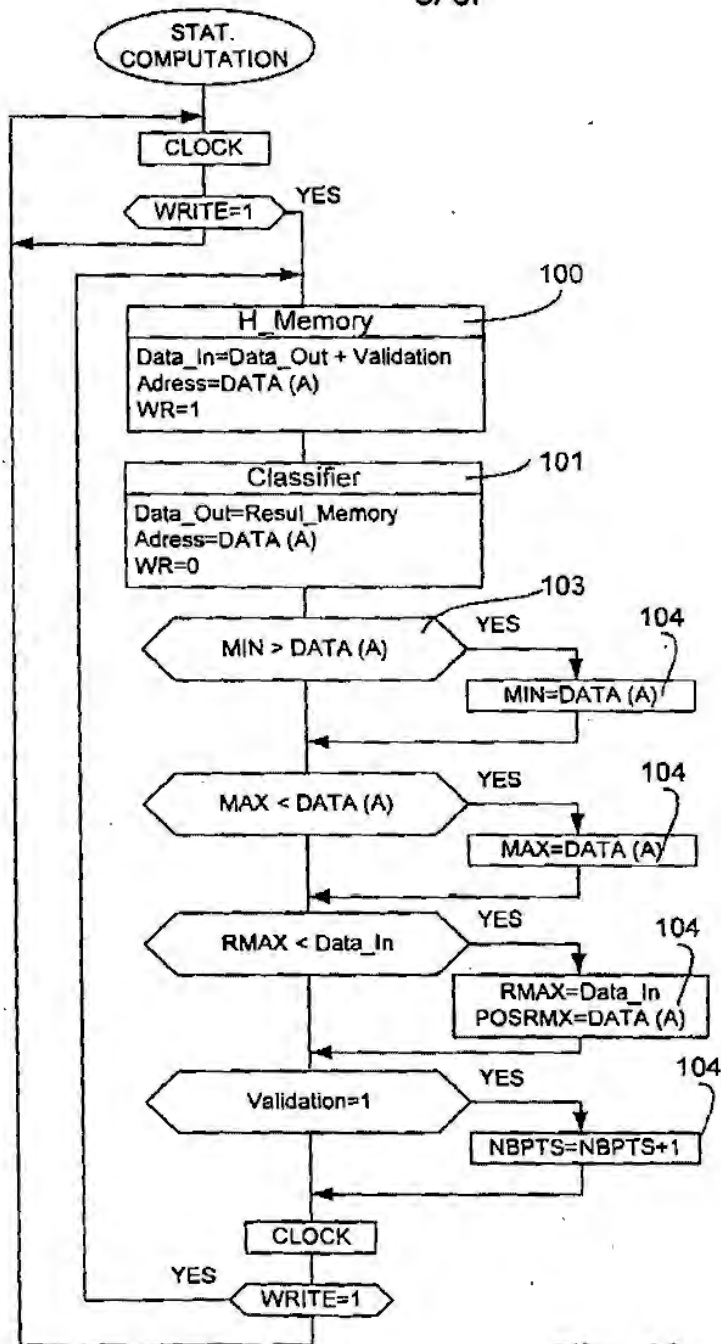 STAT.
COMPUTATION
CLOCK
WRITE=1
YES
100
H_Memory
Data_In=Data_Out + Validation
Adress=DATA (A)
WR=1
101
Classifier
Data_Out=Resul_Memory
Adress=DATA (A)
WR=0
103
MIN > DATA (A)
YES
104
MIN=DATA (A)
MAX < DATA (A)
YES
104
MAX=DATA (A)
RMAX < Data_In
YES
104
RMAX=Data_In
POSRMX=DATA (A)
Validation=1
YES
104
NBPTS=NBPTS+1
CLOCK
YES
WRITE=1